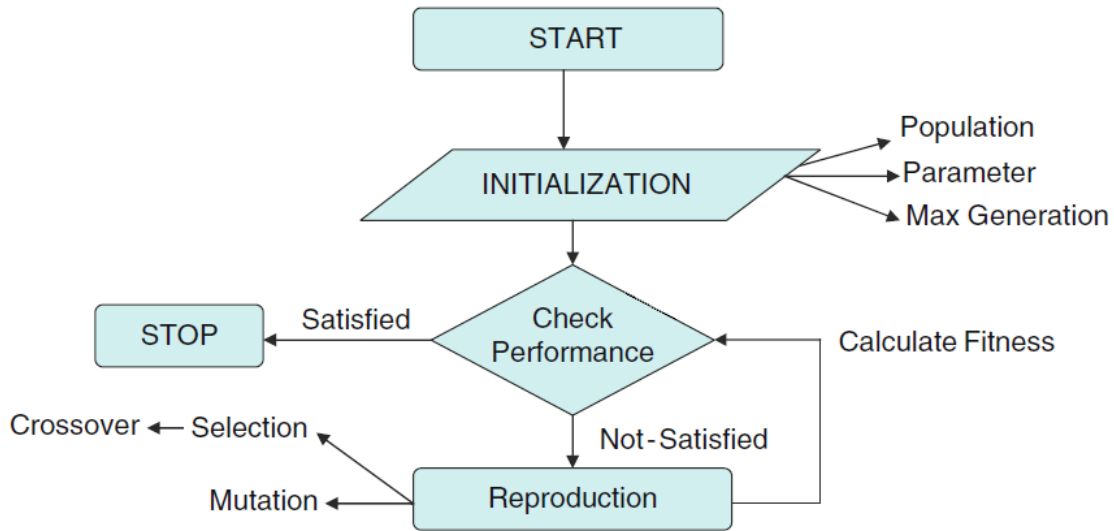 START
Population
INITIALIZATION
Parameter
Max Generation
Check
Performance
Satisfied
STOP
Calculate Fitness
Not-Satisfied
Crossover
Selection
Mutation
Reproduction